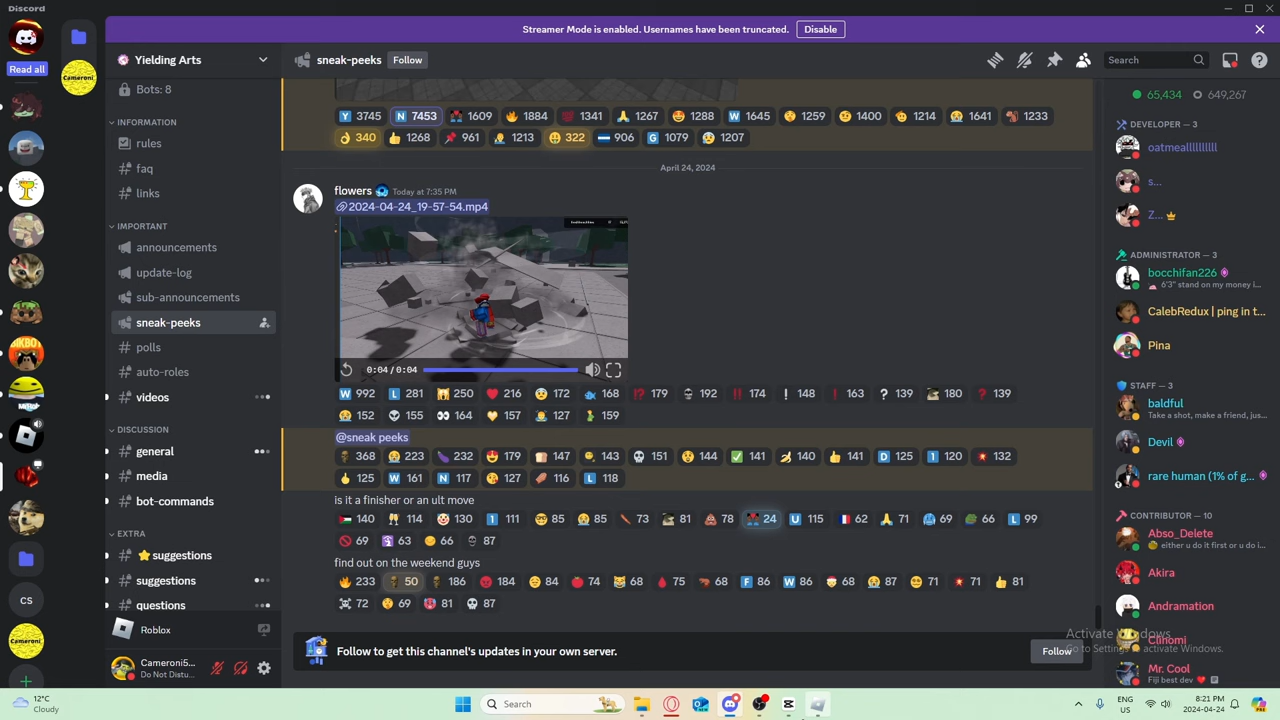 Discord
Streamer Mode is enabled. Usernames have been truncated.
Disable
Read all
Cameroni
CS
Cameroni
Yielding Arts
Bots: 8
INFORMATION
rules
faq
links
IMPORTANT
announcements
update-log
sub-announcements
sneak-peeks
polls
auto-roles
videos
DISCUSSION
general
media
bot-commands
EXTRA
suggestions
suggestions
questions
Roblox
Cameroni5...
Do Not Distu...
sneak-peeks
Follow
Search
Y 3745 N 7453 1609 1884 1341 1267 1288 W 1645 1259 1400 1214 1641 1233
340 1268 961 1213 322 906 G 1079 1207
April 24, 2024
flowers Today at 7:35 PM
2024-04-24_19-57-54.mp4
0:04 / 0:04
W 992 L 281 250 216 172 168 179 192 174 148 163 139 180 139
152 155 164 157 127 159
@sneak peeks
368 223 232 179 147 143 151 144 141 140 141 D 125 1 120 132
125 W 161 N 117 127 116 L 118
is it a finisher or an ult move
140 114 130 1 111 85 85 73 81 78 24 U 115 62 71 69 66 L 99
69 63 66 87
find out on the weekend guys
233 50 186 184 84 74 68 75 68 F 86 W 86 68 87 71 71 81
72 69 81 87
Follow to get this channel's updates in your own server.
Follow
65,434 649,267
DEVELOPER — 3
oatmeallllllllll
s...
Z...
ADMINISTRATOR — 3
bocchifan226
6'3" stand on my money i...
CalebRedux | ping in t...
Pina
STAFF — 3
baldful
Take a shot, make a friend, jus...
Devil
rare human (1% of g...
CONTRIBUTOR — 10
Abso_Delete
either u do it first or u do i...
Akira
Andramation
Mr. Cool
Fiji best dev
Activate Windows
Go to Settings to activate Windows.
12°C
Cloudy
Search
ENG
US
8:21 PM
2024-04-24